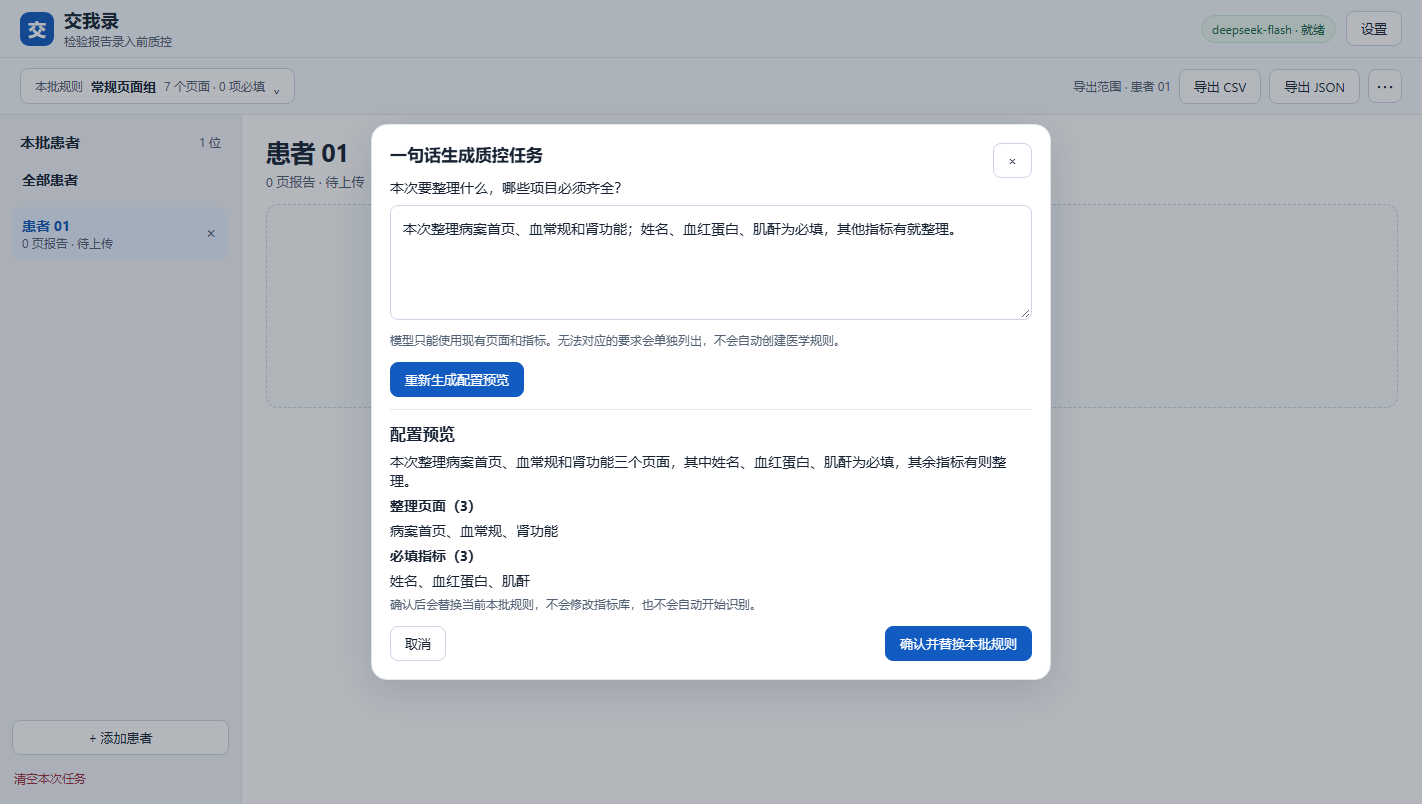 交
交我录
检验报告录入前质控
deepseek-flash · 就绪
设置
本批规则 常规页面组 7 个页面 · 0 项必填
导出范围 · 患者 01
导出 CSV
导出 JSON
···
本批患者
1 位
全部患者
患者 01
0 页报告 · 待上传
×
+ 添加患者
清空本次任务
患者 01
0 页报告 · 待上传
一句话生成质控任务
×
本次要整理什么，哪些项目必须齐全？
本次整理病案首页、血常规和肾功能；姓名、血红蛋白、肌酐为必填，其他指标有就整理。
模型只能使用现有页面和指标。无法对应的要求会单独列出，不会自动创建医学规则。
重新生成配置预览
配置预览
本次整理病案首页、血常规和肾功能三个页面，其中姓名、血红蛋白、肌酐为必填，其余指标有则整
理。
整理页面（3）
病案首页、血常规、肾功能
必填指标（3）
姓名、血红蛋白、肌酐
确认后会替换当前本批规则，不会修改指标库，也不会自动开始识别。
取消
确认并替换本批规则